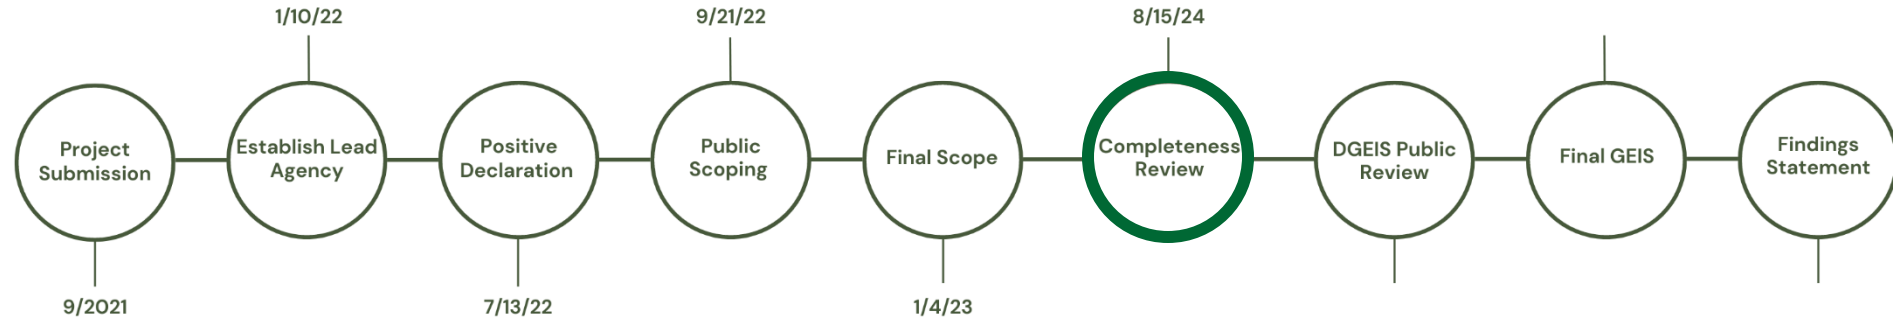 1/10/22
9/21/22
8/15/24
Project
Submission
Establish Lead
Agency
Positive
Declaration
Public
Scoping
Final Scope
Completeness
Review
DGEIS Public
Review
Final GEIS
Findings
Statement
9/2021
7/13/22
1/4/23